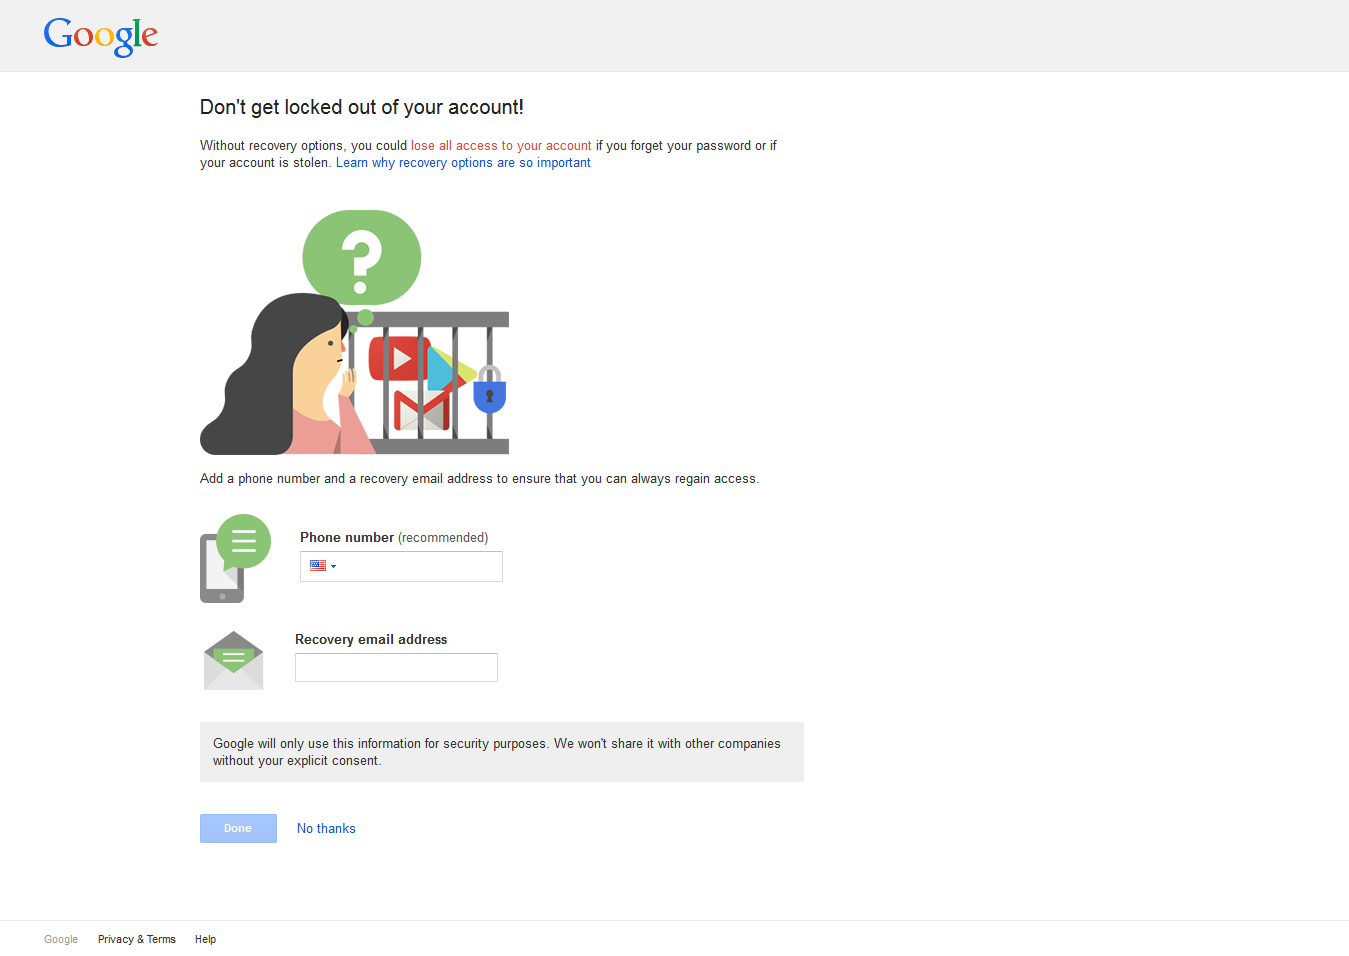 Google
Don't get locked out of your account!
Without recovery options, you could lose all access to your account if you forget your password or if
your account is stolen. Learn why recovery options are so important
?
Add a phone number and a recovery email address to ensure that you can always regain access.
Phone number (recommended)
Recovery email address
Google will only use this information for security purposes. We won't share it with other companies
without your explicit consent.
Done No thanks
Google Privacy & Terms Help